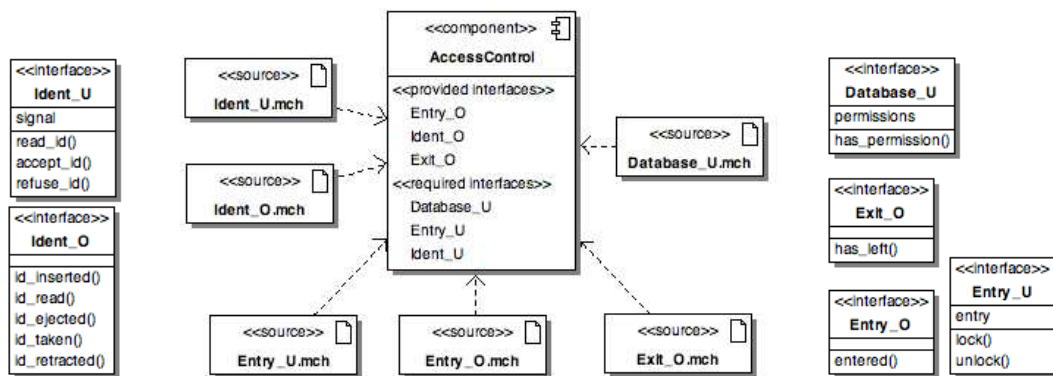 <<interface>>
Ident_U
signal
read_id()
accept_id()
refuse_id()
<<interface>>
Ident_O
id_inserted()
id_read()
id_ejected()
id_taken()
id_retracted()
<<source>>
Ident_U.mch
<<source>>
Ident_O.mch
<<component>>
AccessControl
<<provided interfaces>>
Entry_O
Ident_O
Exit_O
<<required interfaces>>
Database_U
Entry_U
Ident_U
<<source>>
Database_U.mch
<<source>>
Entry_U.mch
<<source>>
Entry_O.mch
<<source>>
Exit_O.mch
<<interface>>
Database_U
permissions
has_permission()
<<interface>>
Exit_O
has_left()
<<interface>>
Entry_O
entered()
<<interface>>
Entry_U
entry
lock()
unlock()